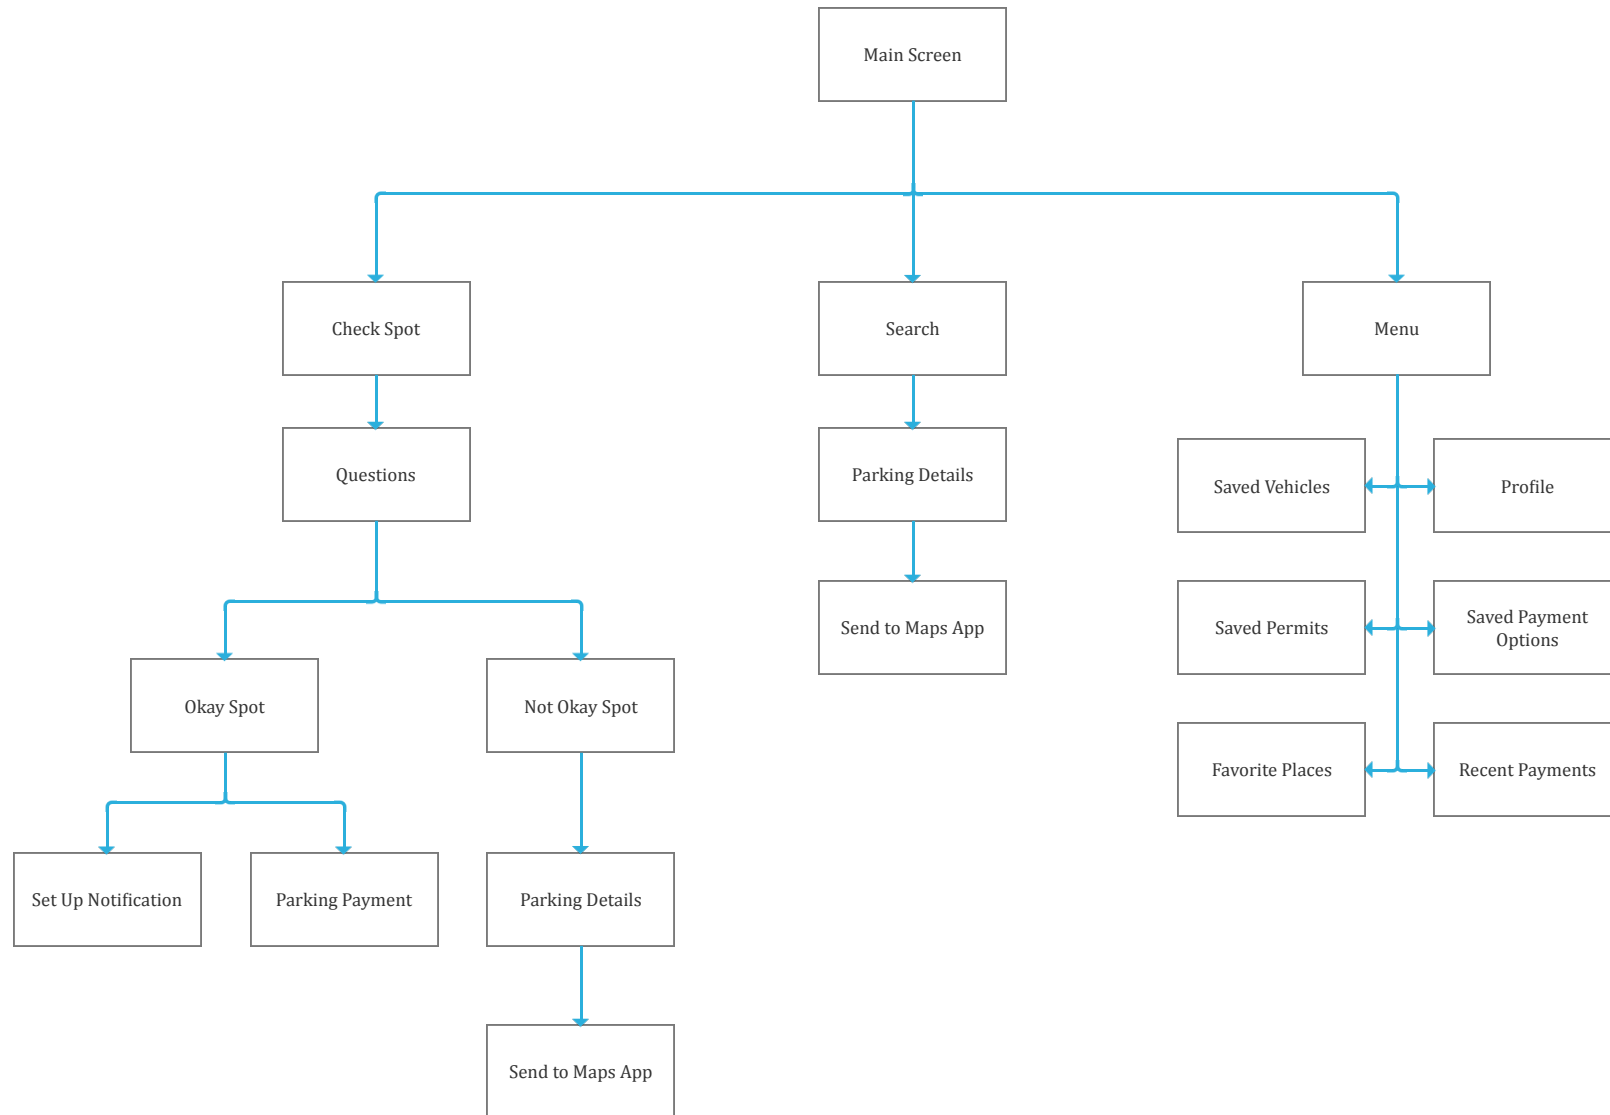 Main Screen
Check Spot
Search
Menu
Questions
Parking Details
Saved Vehicles
Profile
Send to Maps App
Saved Permits
Saved Payment
Options
Okay Spot
Not Okay Spot
Favorite Places
Recent Payments
Set Up Notification
Parking Payment
Parking Details
Send to Maps App